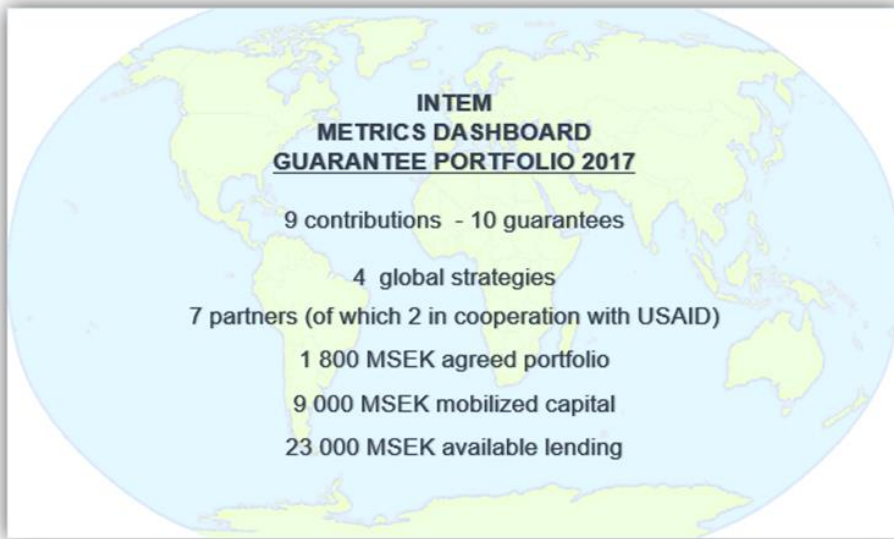 INTEM
METRICS DASHBOARD
GUARANTEE PORTFOLIO 2017
9 contributions - 10 guarantees
4 global strategies
7 partners (of which 2 in cooperation with USAID)
1 800 MSEK agreed portfolio
9 000 MSEK mobilized capital
23 000 MSEK available lending